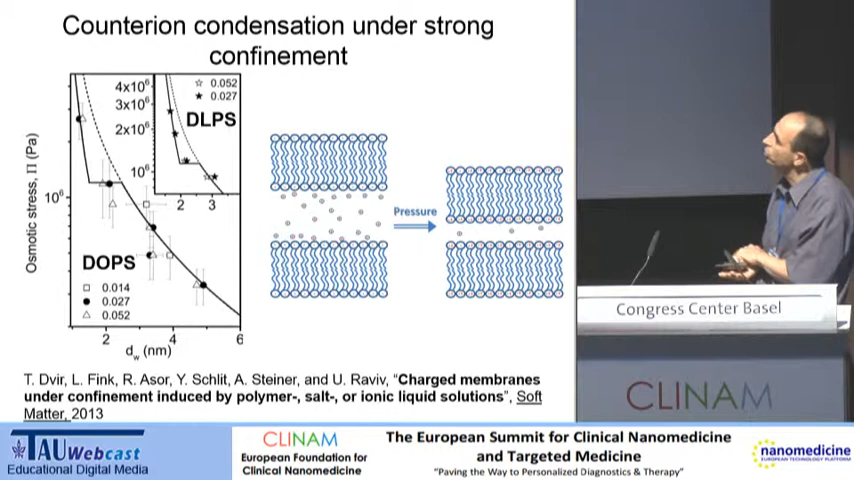 Counterion condensation under strong
confinement
Osmotic stress, Π (Pa)
10⁶
4x10⁶
3x10⁶
2x10⁶
10⁶
☆ 0.052
★ 0.027
DLPS
2 3
DOPS
□ 0.014
● 0.027
△ 0.052
2 4 6
d_w (nm)
Pressure
T. Dvir, L. Fink, R. Asor, Y. Schlit, A. Steiner, and U. Raviv, “Charged membranes
under confinement induced by polymer-, salt-, or ionic liquid solutions”, Soft
Matter, 2013
Congress Center Basel
CLINAM
TAU Webcast
Educational Digital Media
CLINAM
European Foundation for
Clinical Nanomedicine
The European Summit for Clinical Nanomedicine
and Targeted Medicine
“Paving the Way to Personalized Diagnostics & Therapy”
nanomedicine
EUROPEAN TECHNOLOGY PLATFORM